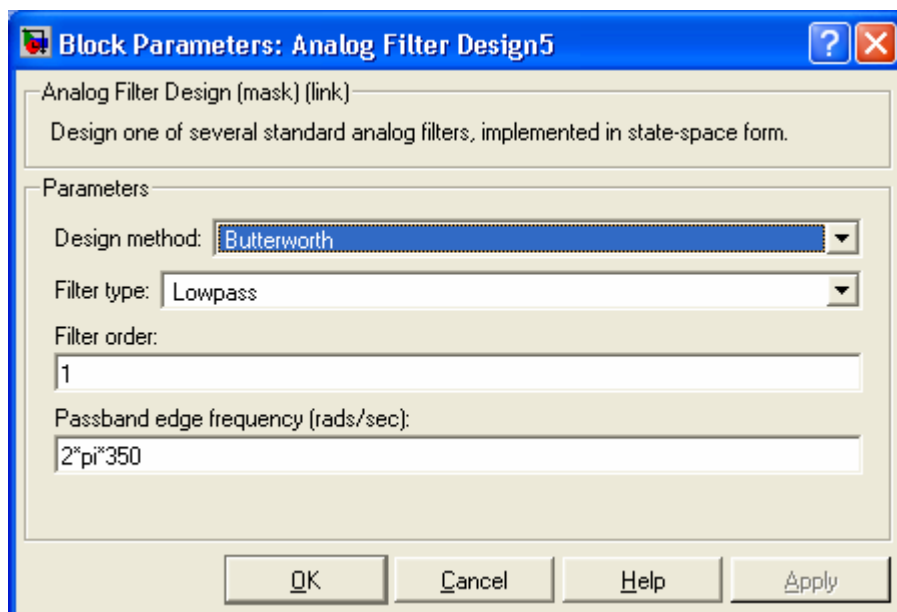 Block Parameters: Analog Filter Design5
Analog Filter Design (mask) (link)
Design one of several standard analog filters, implemented in state-space form.
Parameters
Design method: Butterworth
Filter type: Lowpass
Filter order:
1
Passband edge frequency (rads/sec):
2*pi*350
OK Cancel Help Apply